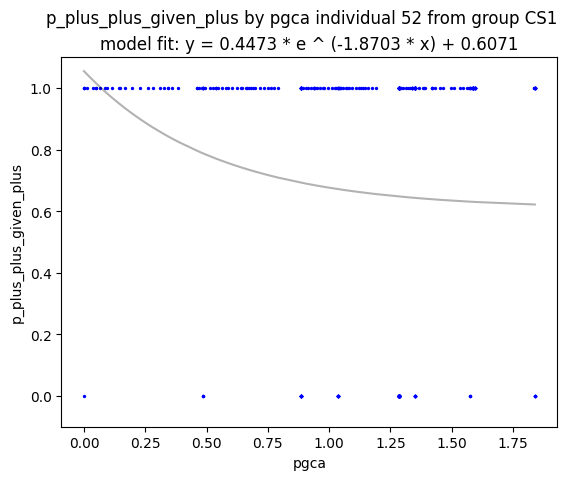 p_plus_plus_given_plus by pgca individual 52 from group CS1
model fit: y = 0.4473 * e ^ (-1.8703 * x) + 0.6071
p_plus_plus_given_plus
1.0
0.8
0.6
0.4
0.2
0.0
0.00 0.25 0.50 0.75 1.00 1.25 1.50 1.75
pgca